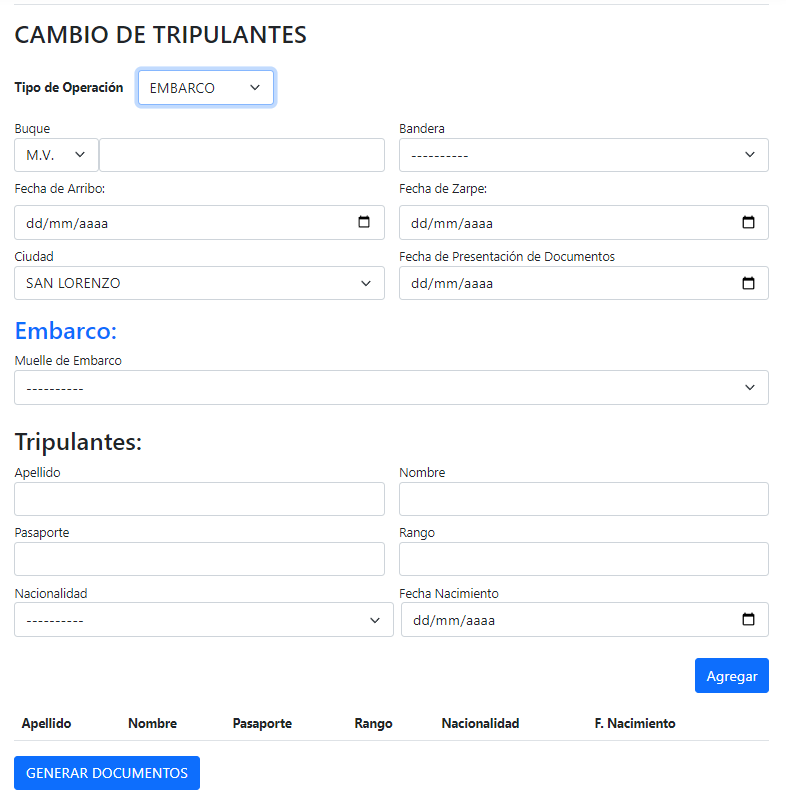 CAMBIO DE TRIPULANTES
Tipo de Operación EMBARCO
Buque Bandera
M.V. ----------
Fecha de Arribo: Fecha de Zarpe:
dd/mm/aaaa dd/mm/aaaa
Ciudad Fecha de Presentación de Documentos
SAN LORENZO dd/mm/aaaa
Embarco:
Muelle de Embarco
----------
Tripulantes:
Apellido Nombre
Pasaporte Rango
Nacionalidad Fecha Nacimiento
---------- dd/mm/aaaa
Agregar
Apellido Nombre Pasaporte Rango Nacionalidad F. Nacimiento
GENERAR DOCUMENTOS